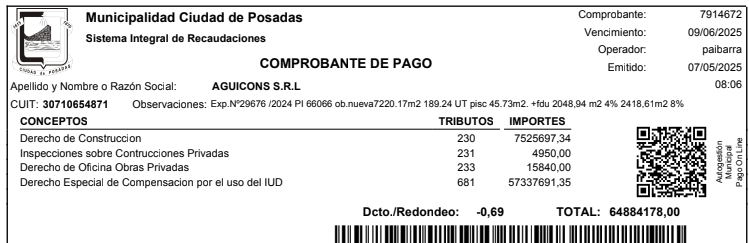 Municipalidad Ciudad de Posadas
Sistema Integral de Recaudaciones
Comprobante: 7914672
Vencimiento: 09/06/2025
Operador: paibarra
Emitido: 07/05/2025
08:06
CIUDAD DE POSADAS
COMPROBANTE DE PAGO
Apellido y Nombre o Razón Social: AGUICONS S.R.L
CUIT: 30710654871 Observaciones: Exp.Nº29676 /2024 PI 66066 ob.nueva7220.17m2 189.24 UT pisc 45.73m2. +fdu 2048,94 m2 4% 2418,61m2 8%
CONCEPTOS TRIBUTOS IMPORTES
Derecho de Construccion 230 7525697,34
Inspecciones sobre Contrucciones Privadas 231 4950,00
Derecho de Oficina Obras Privadas 233 15840,00
Derecho Especial de Compensacion por el uso del IUD 681 57337691,35
Autogestión
Municipal
Pago On Line
Dcto./Redondeo: -0,69 TOTAL: 64884178,00